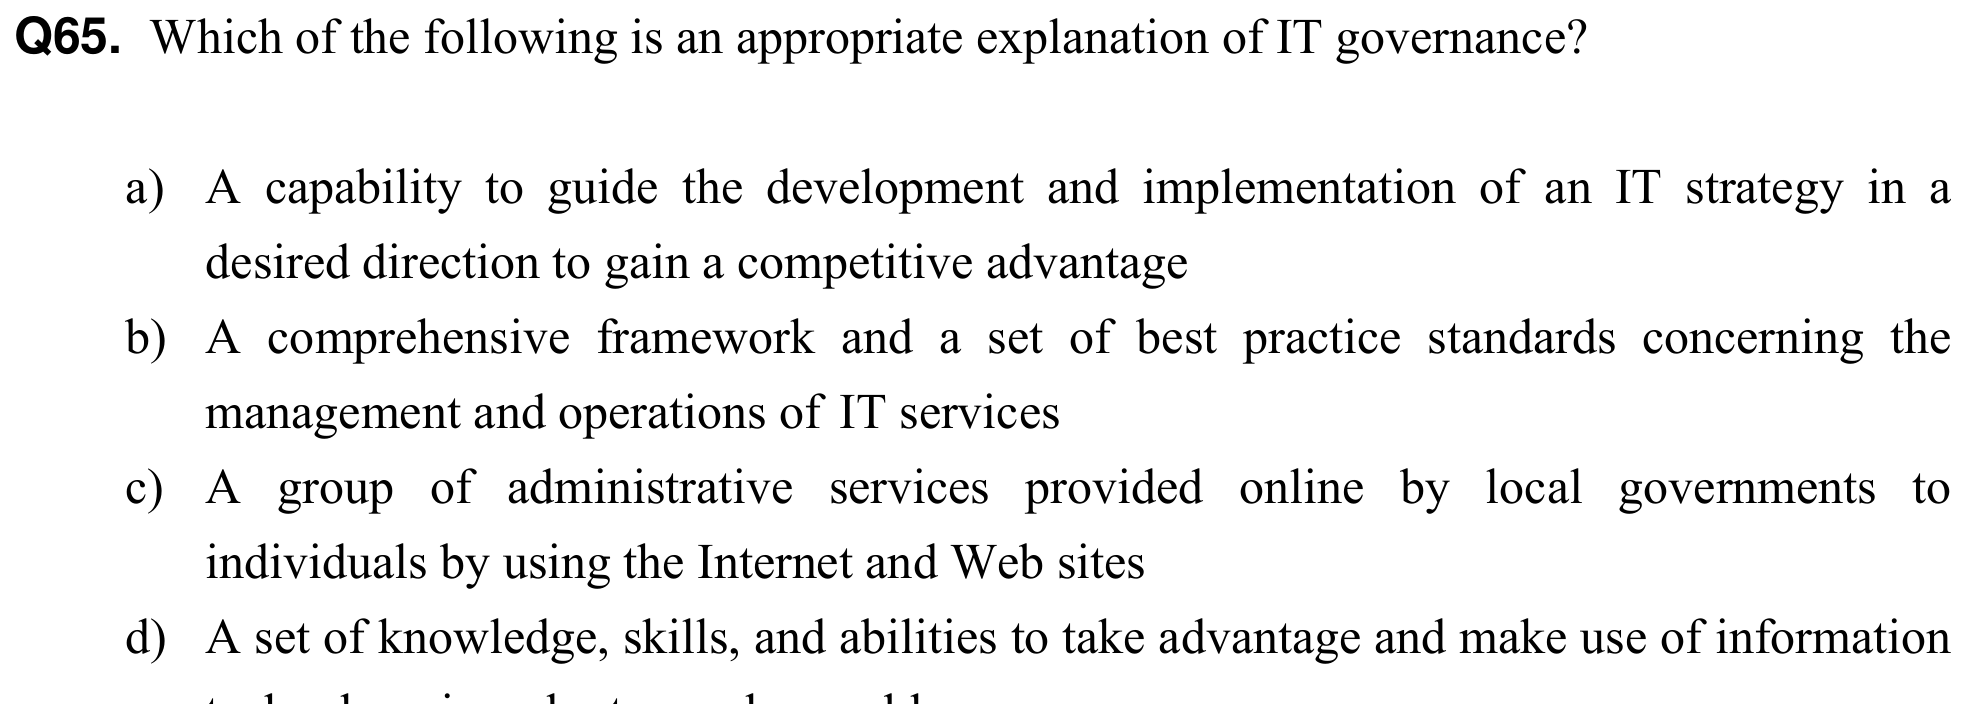 Q65. Which of the following is an appropriate explanation of IT governance?
a) A capability to guide the development and implementation of an IT strategy in a
desired direction to gain a competitive advantage
b) A comprehensive framework and a set of best practice standards concerning the
management and operations of IT services
c) A group of administrative services provided online by local governments to
individuals by using the Internet and Web sites
d) A set of knowledge, skills, and abilities to take advantage and make use of information